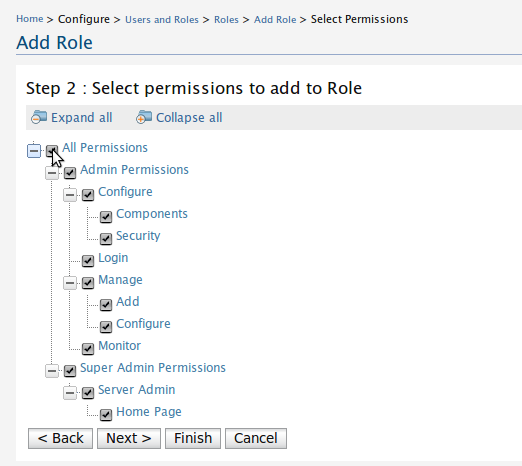 Home > Configure > Users and Roles > Roles > Add Role > Select Permissions
Add Role
Step 2 : Select permissions to add to Role
Expand all Collapse all
All Permissions
Admin Permissions
Configure
Components
Security
Login
Manage
Add
Configure
Monitor
Super Admin Permissions
Server Admin
Home Page
< Back Next > Finish Cancel